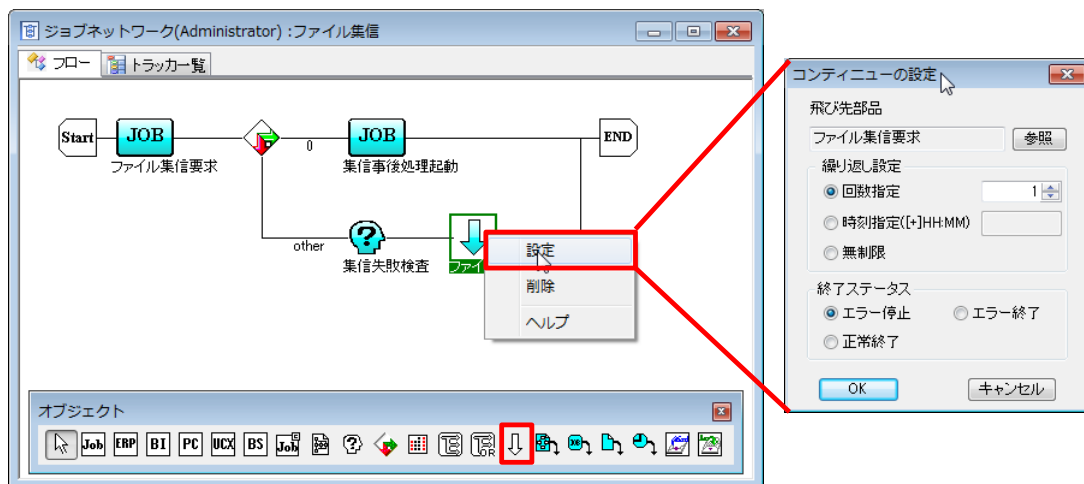 ジョブネットワーク(Administrator) :ファイル集信
フロー トラッカ一覧
Start JOB 0 JOB END
ファイル集信要求 集信事後処理起動
other
集信失敗検査 ファイ
設定
削除
ヘルプ
オブジェクト
Job ERP BI PC UCX BS Job OR
コンティニューの設定
飛び先部品
ファイル集信要求 参照
繰り返し設定
回数指定 1
時刻指定([+]HH:MM)
無制限
終了ステータス
エラー停止 エラー終了
正常終了
OK キャンセル